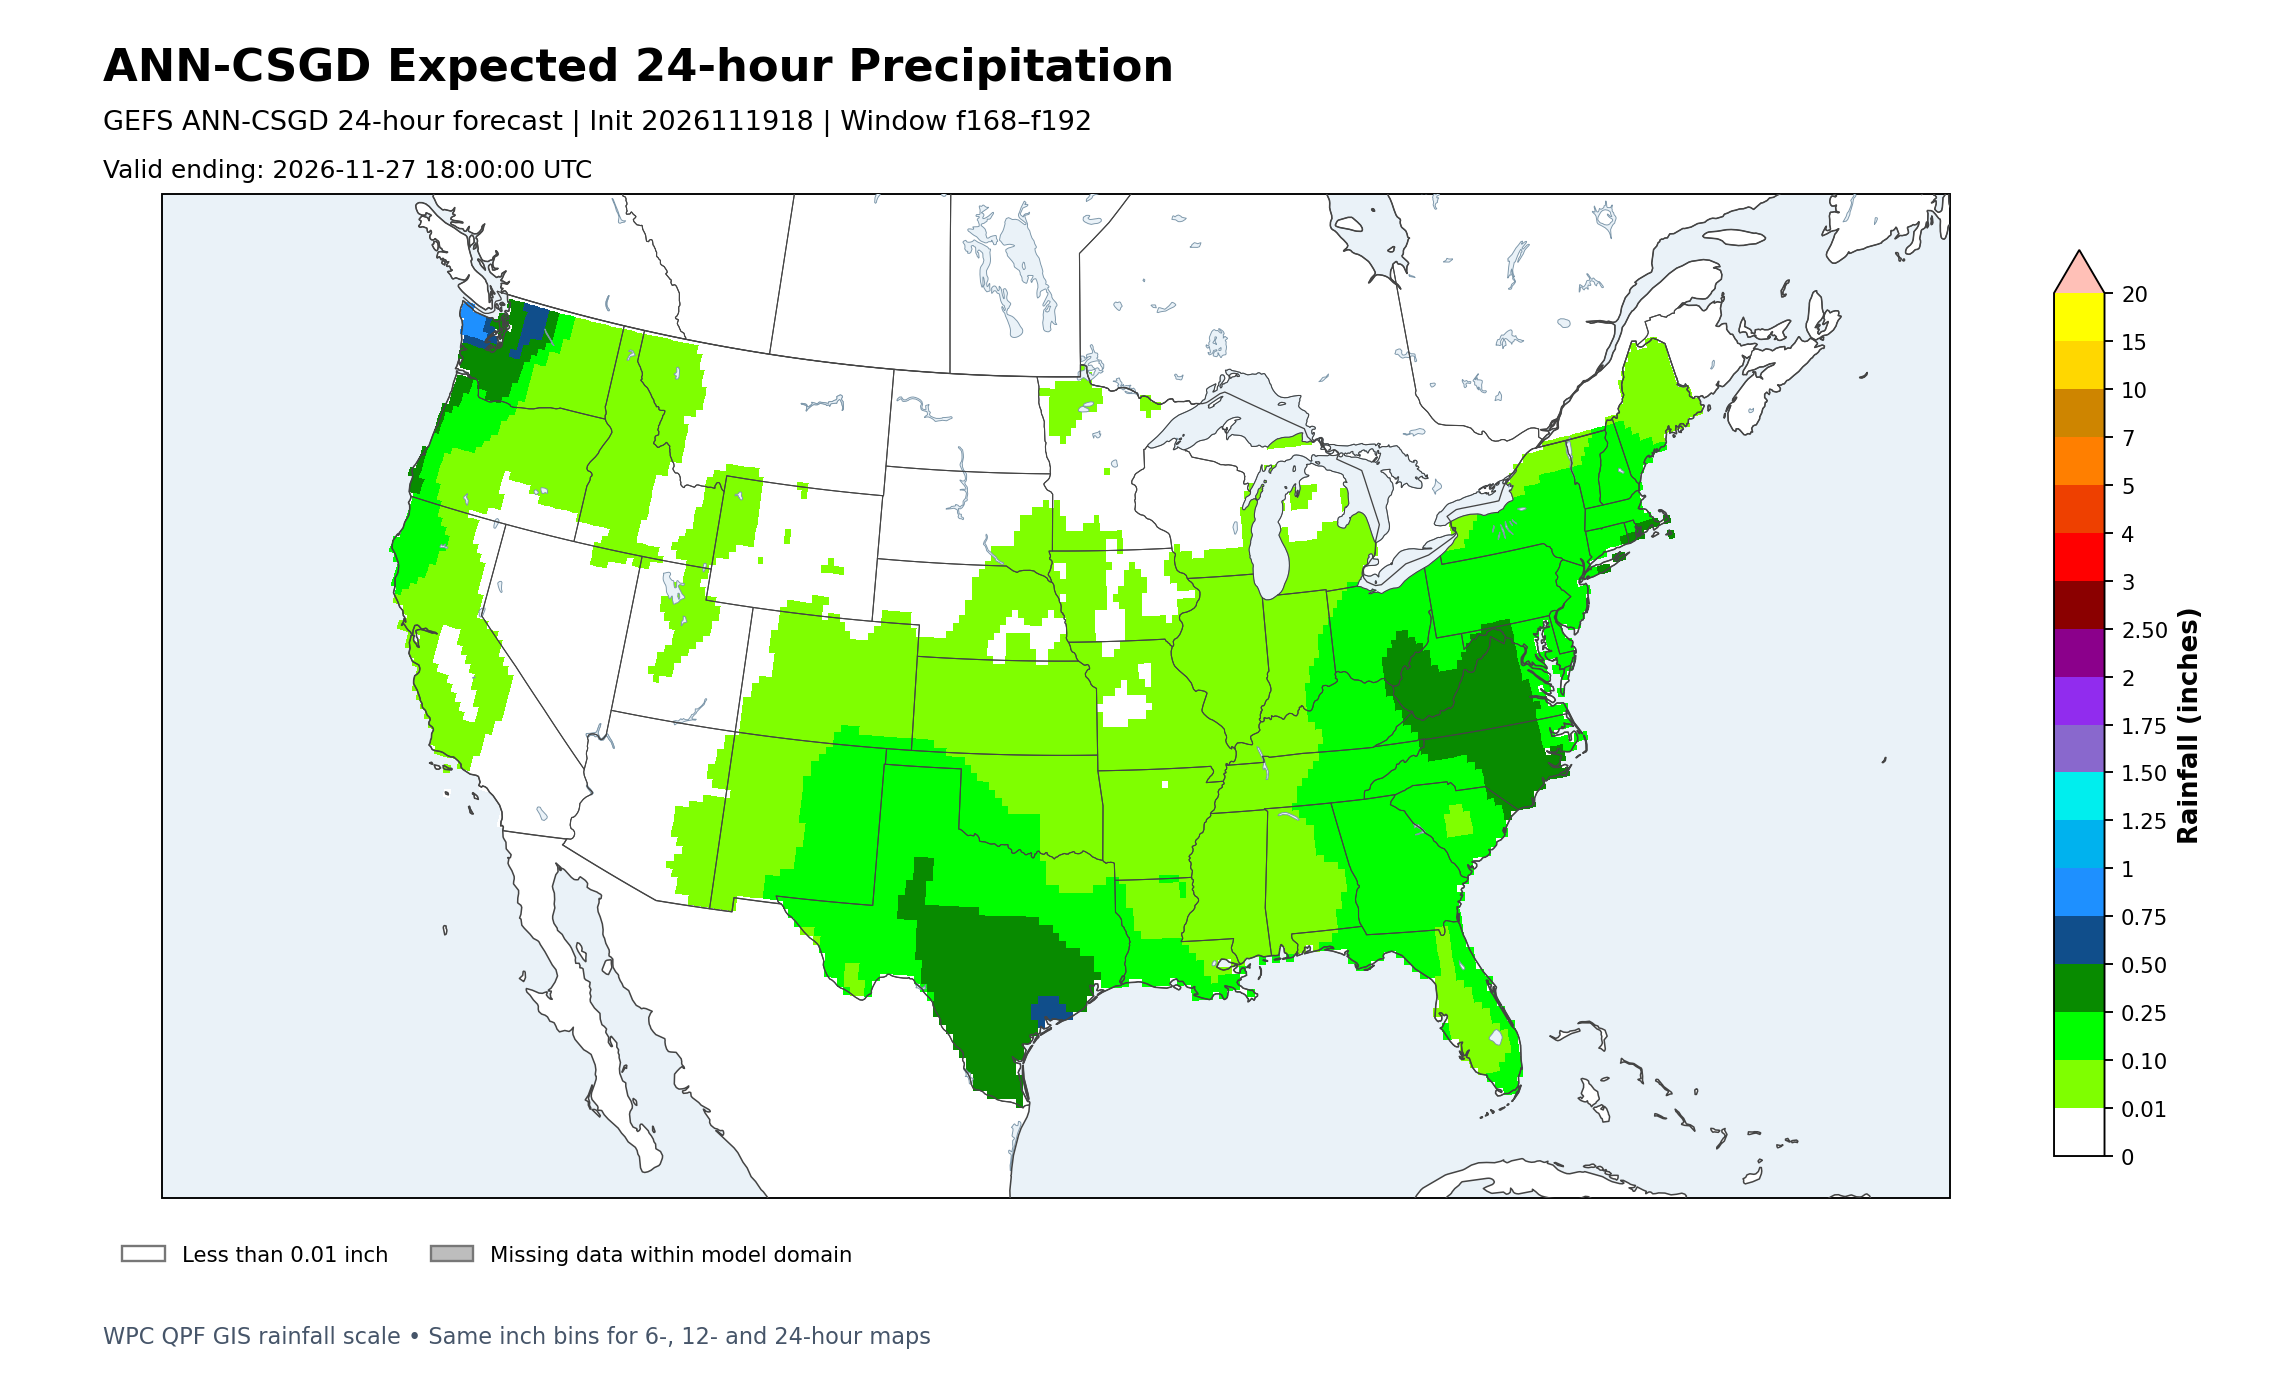 ANN-CSGD Expected 24-hour Precipitation
GEFS ANN-CSGD 24-hour forecast | Init 2026111918 | Window f168–f192
Valid ending: 2026-11-27 18:00:00 UTC
20
15
10
7
5
4
3
2.50
2
1.75
1.50
1.25
1
0.75
0.50
0.25
0.10
0.01
0
Rainfall (inches)
Less than 0.01 inch
Missing data within model domain
WPC QPF GIS rainfall scale • Same inch bins for 6-, 12- and 24-hour maps